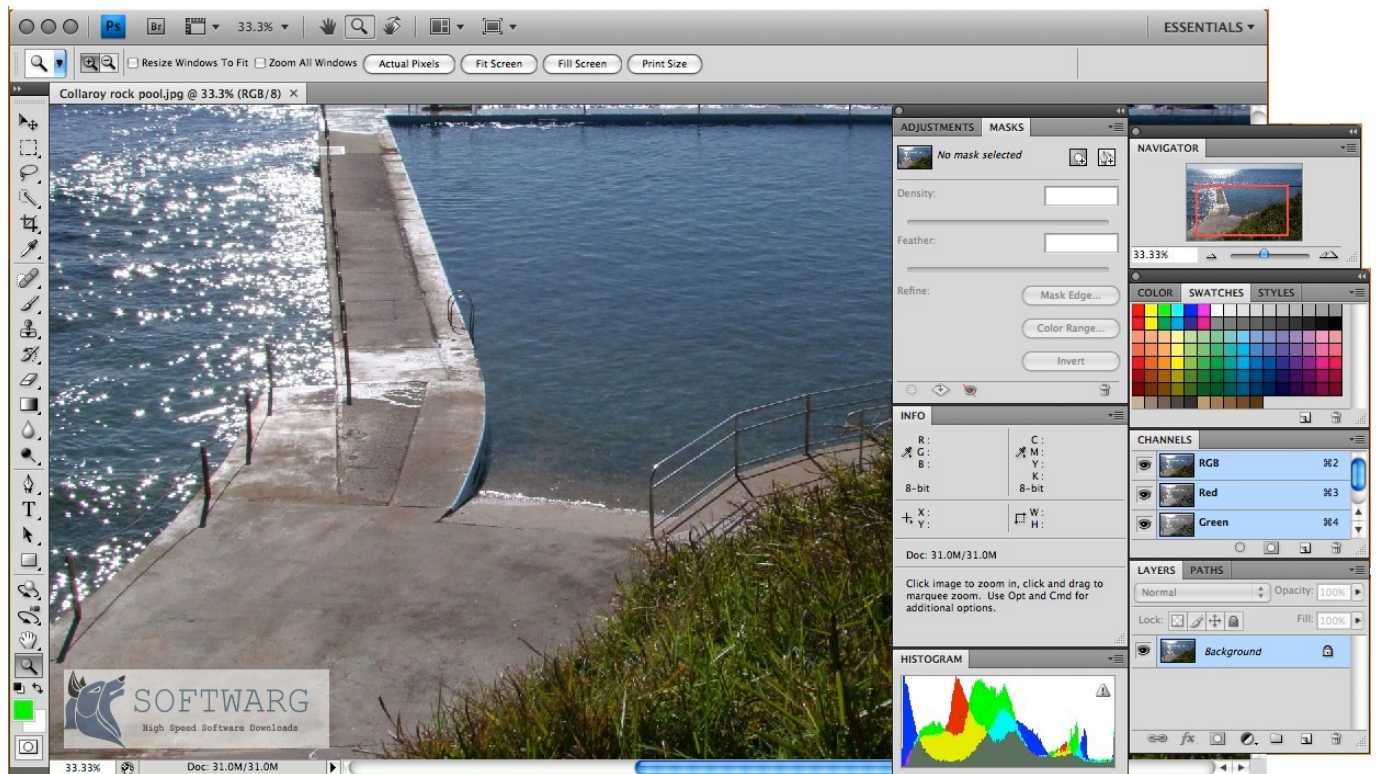 Ps Br 33.3% ESSENTIALS
Resize Windows To Fit Zoom All Windows Actual Pixels Fit Screen Fill Screen Print Size
Collaroy rock pool.jpg @ 33.3% (RGB/8) ×
ADJUSTMENTS MASKS
No mask selected
Density:
Feather:
Refine:
Mask Edge...
Color Range...
Invert
INFO
R: C:
G: M:
B: Y:
K:
8-bit 8-bit
X: W:
Y: H:
Doc: 31.0M/31.0M
Click image to zoom in, click and drag to
marquee zoom. Use Opt and Cmd for
additional options.
HISTOGRAM
NAVIGATOR
33.33%
COLOR SWATCHES STYLES
CHANNELS
RGB ⌘2
Red ⌘3
Green ⌘4
LAYERS PATHS
Normal Opacity: 100%
Lock: Fill: 100%
Background
fx
T
SOFTWARG
High Speed Software Downloads
33.33% Doc: 31.0M/31.0M